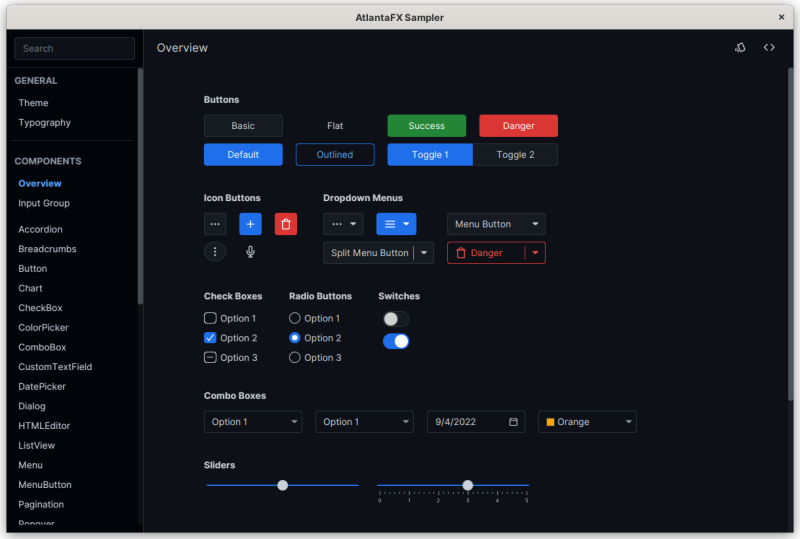 AtlantaFX Sampler
Search
GENERAL
Theme
Typography
COMPONENTS
Overview
Input Group
Accordion
Breadcrumbs
Button
Chart
CheckBox
ColorPicker
ComboBox
CustomTextField
DatePicker
Dialog
HTMLEditor
ListView
Menu
MenuButton
Pagination
Popover
Overview
Buttons
Basic Flat Success Danger
Default Outlined Toggle 1 Toggle 2
Icon Buttons Dropdown Menus
Menu Button
Split Menu Button Danger
Check Boxes Radio Buttons Switches
Option 1 Option 1
Option 2 Option 2
Option 3 Option 3
Combo Boxes
Option 1 Option 1 9/4/2022 Orange
Sliders
0 1 2 3 4 5